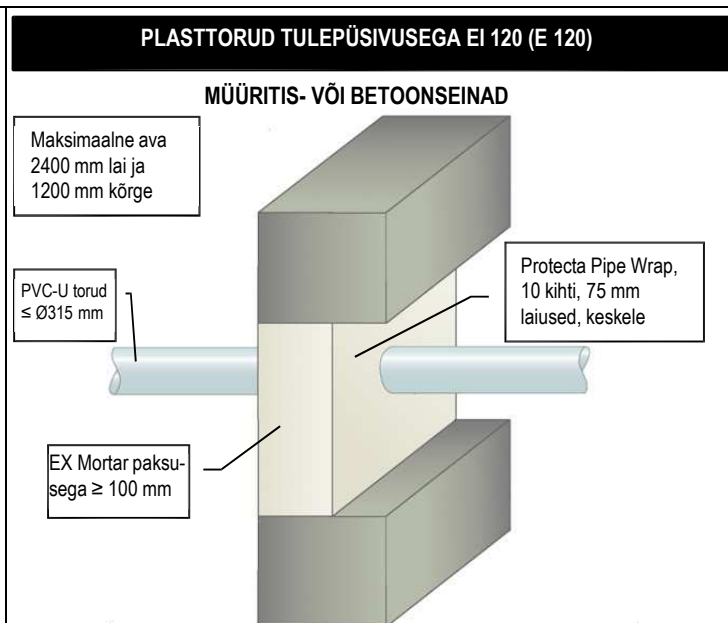 PLASTTORUD TULEPÜSIVUSEGA EI 120 (E 120)
MÜÜRITIS- VÕI BETOONSEINAD
Maksimaalne ava
2400 mm lai ja
1200 mm kõrge
PVC-U torud
≤ Ø315 mm
Protecta Pipe Wrap,
10 kihti, 75 mm
laiused, keskele
EX Mortar paksu-
sega ≥ 100 mm